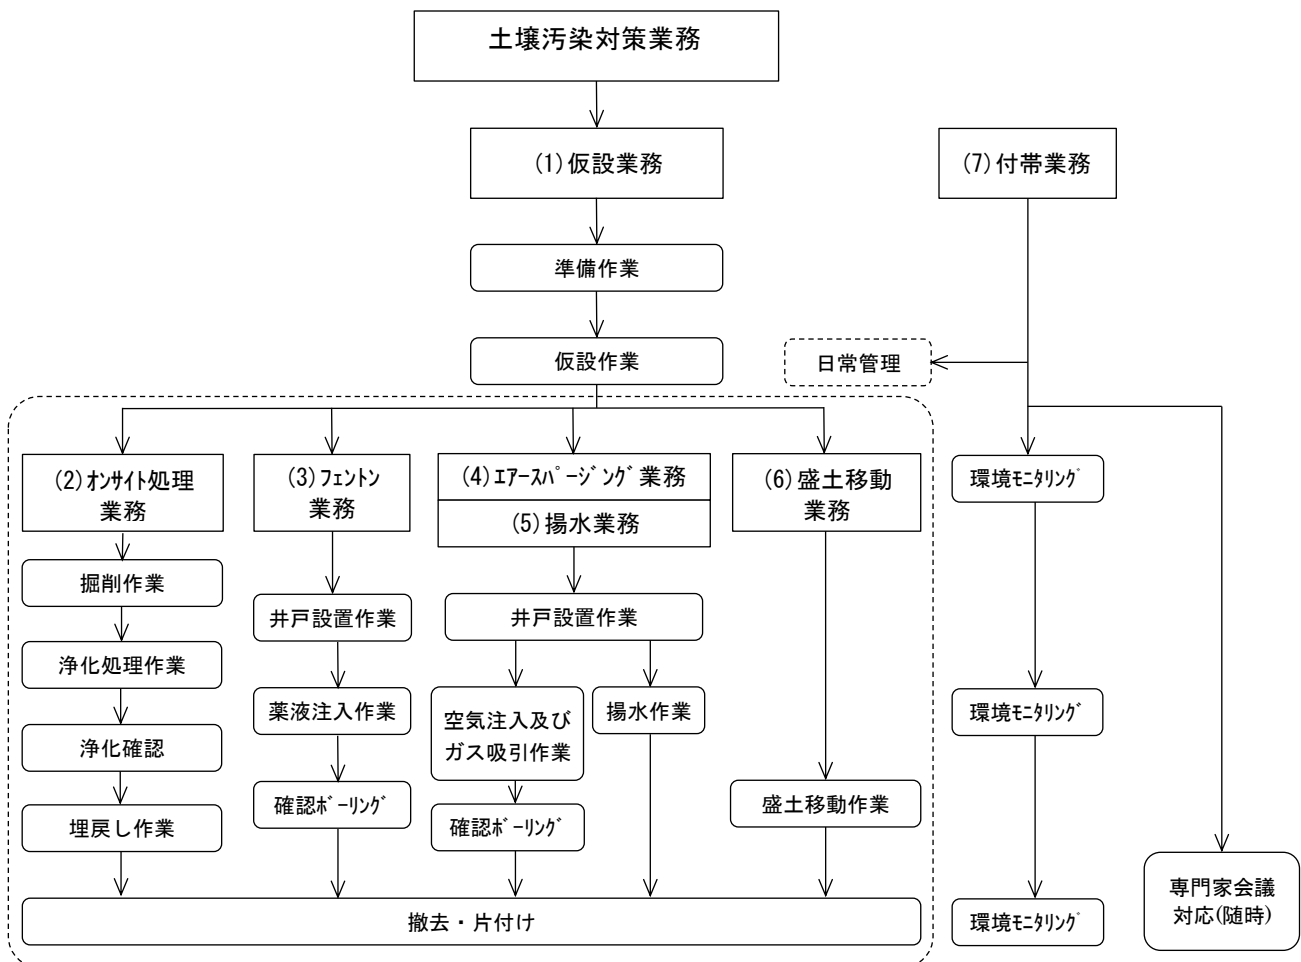 土壌汚染対策業務
(1)仮設業務
(7)付帯業務
準備作業
仮設作業
日常管理
(2)ｵﾝｻｲﾄ処理
業務
(3)ﾌｪﾝﾄﾝ
業務
(4)ｴｱｰｽﾊﾟｰｼﾞﾝｸﾞ業務
(5)揚水業務
(6)盛土移動
業務
環境ﾓﾆﾀﾘﾝｸﾞ
掘削作業
井戸設置作業
井戸設置作業
浄化処理作業
薬液注入作業
空気注入及び
ガス吸引作業
揚水作業
環境ﾓﾆﾀﾘﾝｸﾞ
浄化確認
確認ﾎﾞｰﾘﾝｸﾞ
盛土移動作業
埋戻し作業
確認ﾎﾞｰﾘﾝｸﾞ
撤去・片付け
環境ﾓﾆﾀﾘﾝｸﾞ
専門家会議
対応(随時)